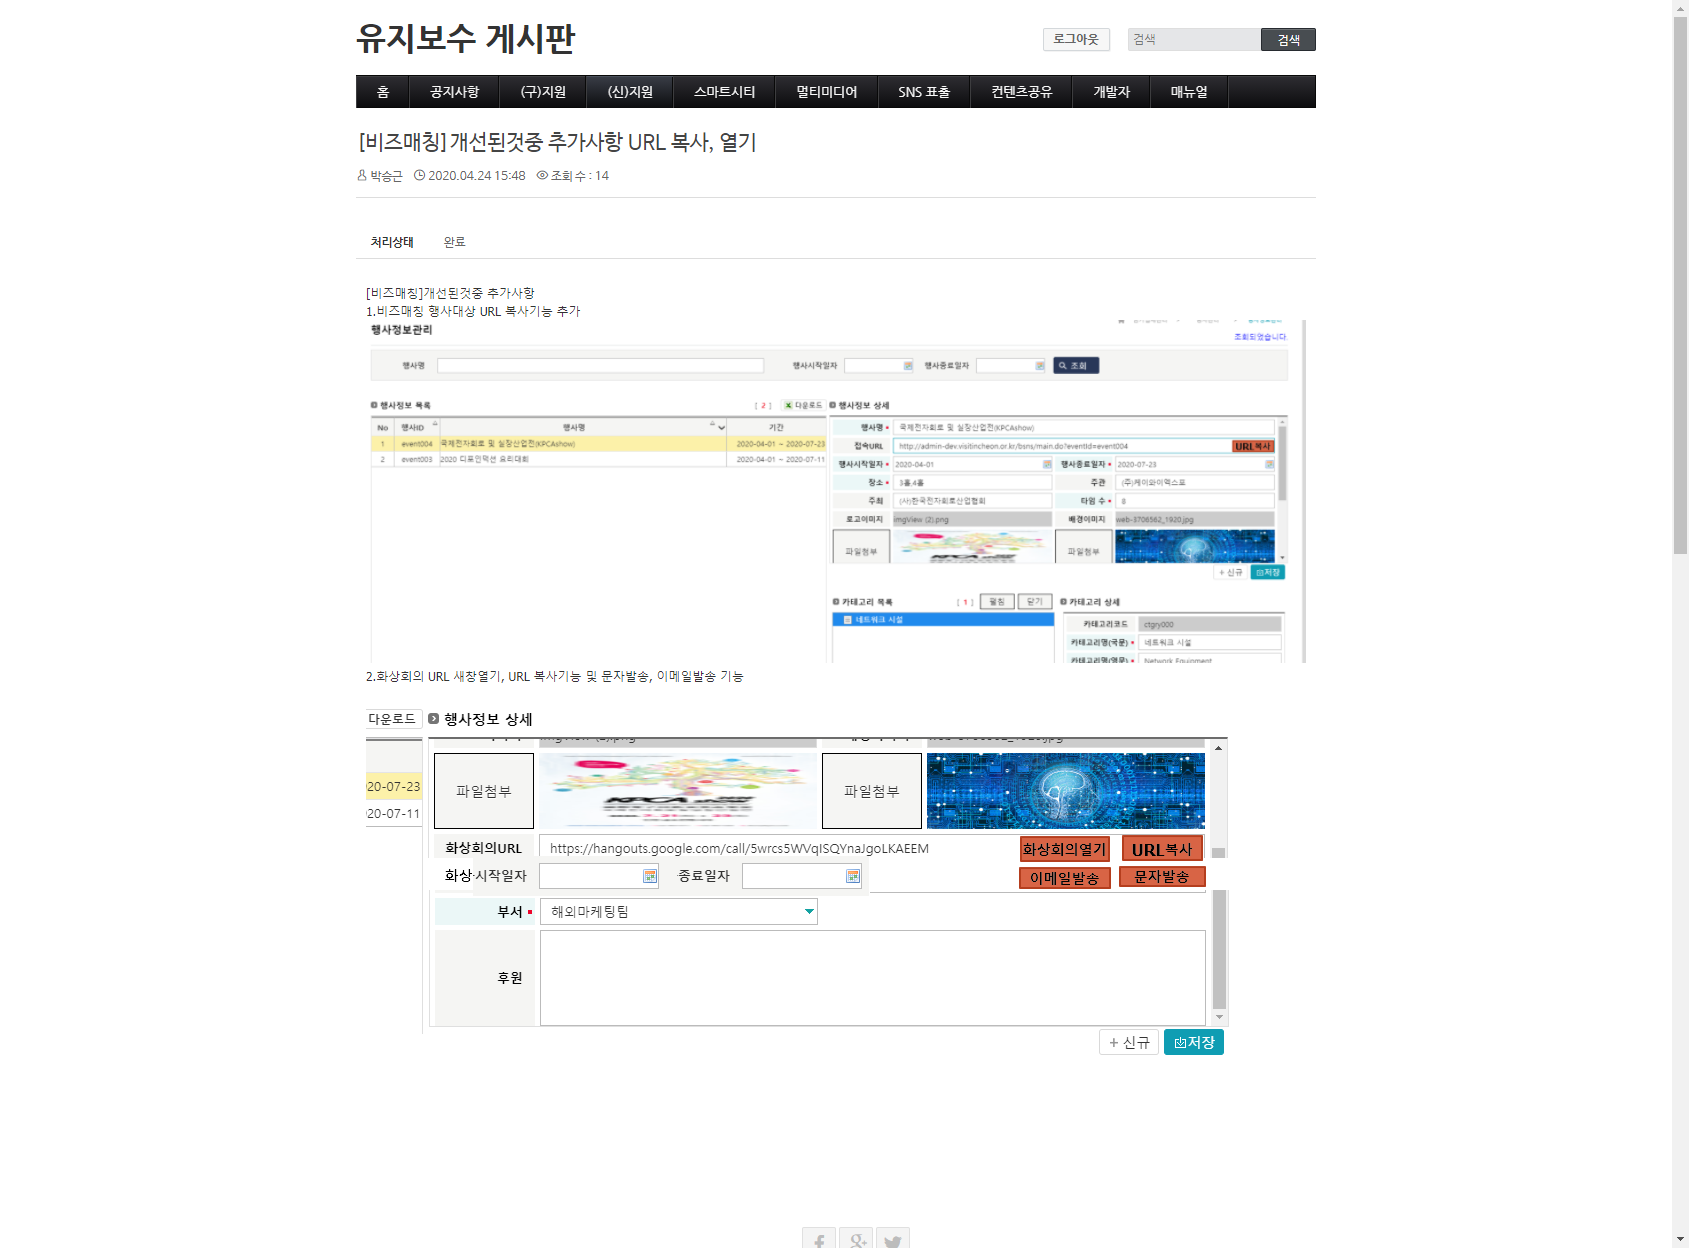 유지보수 게시판
로그아웃
검색
검색
홈
공지사항
(구)지원
(신)지원
스마트시티
멀티미디어
SNS 표출
컨텐츠공유
개발자
매뉴얼
[비즈매칭]개선된것중 추가사항 URL 복사, 열기
박승근 2020.04.24 15:48 조회 수 : 14
처리상태 완료
[비즈매칭]개선된것중 추가사항
1.비즈매칭 행사대상 URL 복사기능 추가
행사정보관리
조회되었습니다.
행사명 행사시작일자 행사종료일자 조회
행사정보 목록 [ 2 ] 다운로드
No 행사ID 행사명 기간
1 event004 국제전자회로 및 실장산업전(KPCAshow) 2020-04-01 ~ 2020-07-23
2 event003 2020 디포인덕션 요리대회 2020-04-01 ~ 2020-07-11
행사정보 상세
행사명 국제전자회로 및 실장산업전(KPCAshow)
접속URL http://admin-dev.visitincheon.or.kr/bsns/main.do?eventId=event004 URL복사
행사시작일자 2020-04-01 행사종료일자 2020-07-23
장소 3홀,4홀 주관 (주)케이와이엑스포
주최 (사)한국전자회로산업협회 타임 수 8
로고이미지 imgView (2).png 배경이미지 web-3706562_1920.jpg
파일첨부 파일첨부
+ 신규 저장
카테고리 목록 [ 1 ] 펼침 닫기
네트워크 시설
카테고리 상세
카테고리코드 ctgry000
카테고리명(국문) 네트워크 시설
카테고리명(영문) Network Equipment
2.화상회의 URL 새창열기, URL 복사기능 및 문자발송, 이메일발송 기능
다운로드 행사정보 상세
20-07-23
20-07-11
파일첨부 파일첨부
화상회의URL https://hangouts.google.com/call/5wrcs5WVqISQYnaJgoLKAEEM 화상회의열기 URL복사
화상 시작일자 종료일자 이메일발송 문자발송
부서 해외마케팅팀
후원
+ 신규 저장